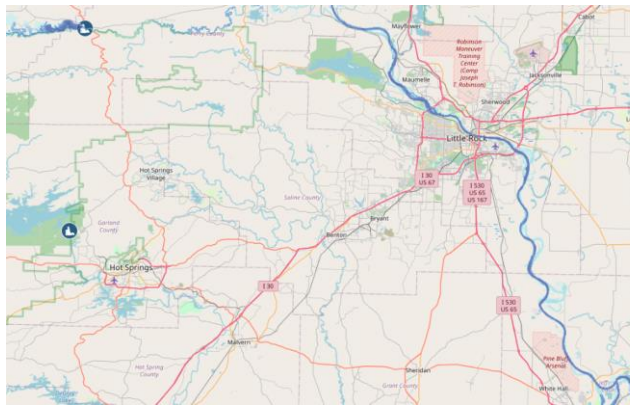 Cabot
Mayflower
Robinson
Maneuver
Training
Center
(Camp
Joseph
T. Robinson)
Jacksonville
Maumelle
Sherwood
Little Rock
Hot Springs
Village
I 30
US 67
I 530
US 65
US 167
Saline County
Garland
County
Bryant
Benton
Hot Springs
I 30
I 530
US 65
Malvern
Hot Spring
County
Sheridan
Pine Bluff
Arsenal
Grant County
White Hall